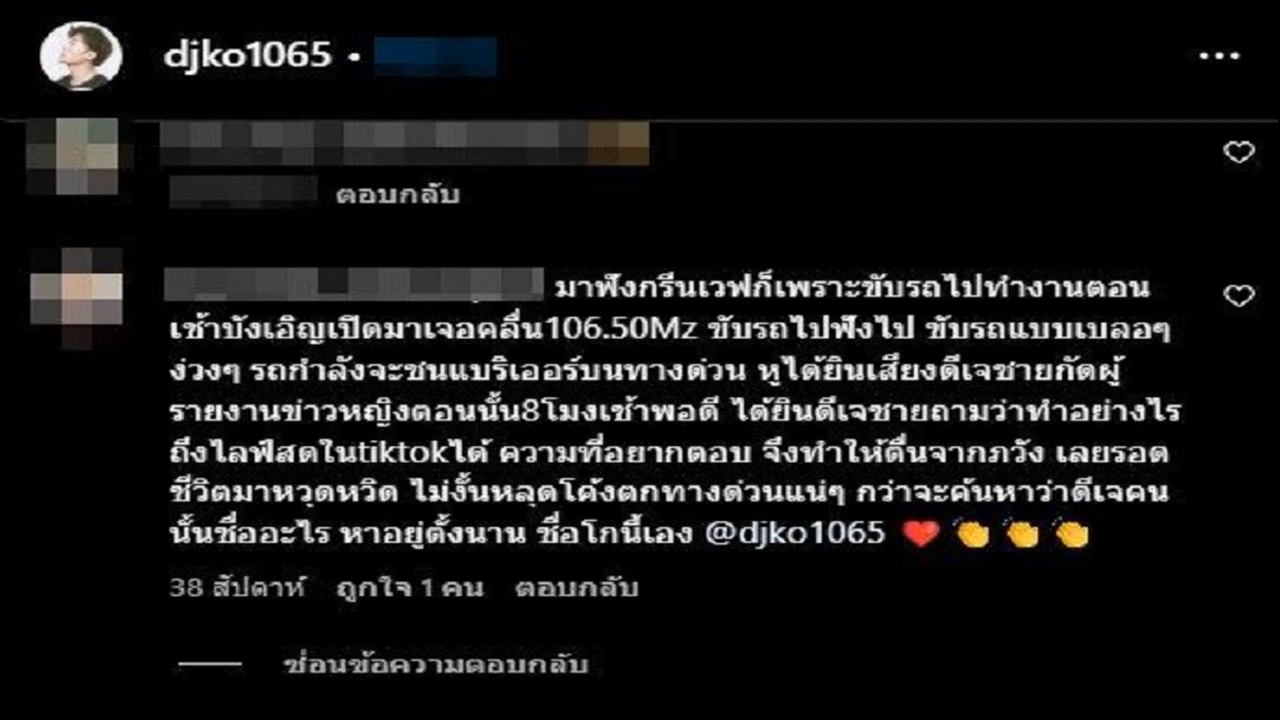 djko1065 •
ตอบกลับ
มาฟังกรีนเวฟก็เพราะขับรถไปทำงานตอน
เช้าบังเอิญเปิดมาเจอคลื่น106.50Mz ขับรถไปฟังไป ขับรถแบบเบลอๆ
ง่วงๆ รถกำลังจะชนแบริเออร์บนทางด่วน หูได้ยินเสียงดีเจชายกัดผู้
รายงานข่าวหญิงตอนนั้น8โมงเช้าพอดี ได้ยินดีเจชายถามว่าทำอย่างไร
ถึงไลฟ์สดในtiktokได้ ความที่อยากตอบ จึงทำให้ตื่นจากภวัง เลยรอด
ชีวิตมาหวุดหวิด ไม่งั้นหลุดโค้งตกทางด่วนแน่ๆ กว่าจะค้นหาว่าดีเจคน
นั้นชื่ออะไร หาอยู่ตั้งนาน ชื่อโกนี้เอง @djko1065 ❤️👏👏👏
38 สัปดาห์ ถูกใจ 1 คน ตอบกลับ
ซ่อนข้อความตอบกลับ